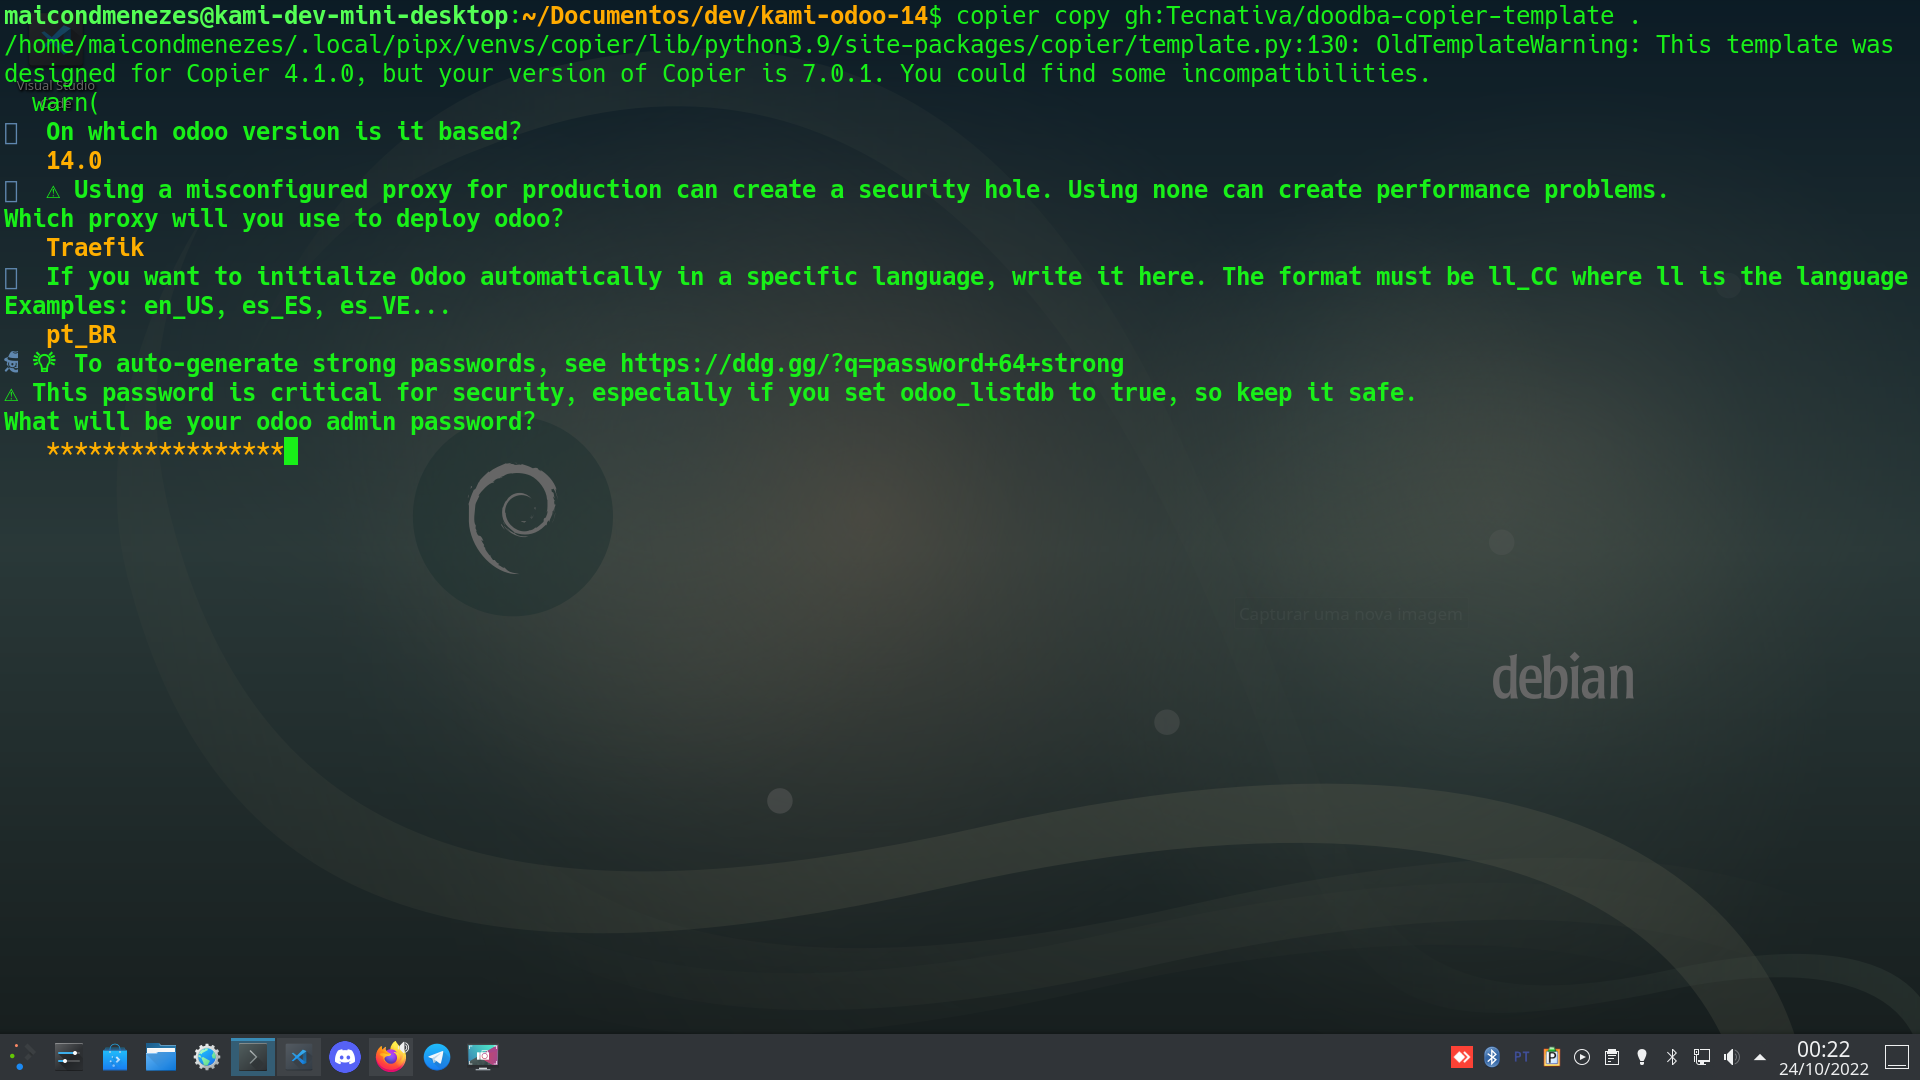 maicondmenezes@kami-dev-mini-desktop:~/Documentos/dev/kami-odoo-14$ copier copy gh:Tecnativa/doodba-copier-template .
/home/maicondmenezes/.local/pipx/venvs/copier/lib/python3.9/site-packages/copier/template.py:130: OldTemplateWarning: This template was
designed for Copier 4.1.0, but your version of Copier is 7.0.1. You could find some incompatibilities.
Visual Studio
warn(
On which odoo version is it based?
14.0
⚠ Using a misconfigured proxy for production can create a security hole. Using none can create performance problems.
Which proxy will you use to deploy odoo?
Traefik
If you want to initialize Odoo automatically in a specific language, write it here. The format must be ll_CC where ll is the language
Examples: en_US, es_ES, es_VE...
pt_BR
💡 To auto-generate strong passwords, see https://ddg.gg/?q=password+64+strong
⚠ This password is critical for security, especially if you set odoo_listdb to true, so keep it safe.
What will be your odoo admin password?
*****************
Capturar uma nova imagem
debian
PT
00:22
24/10/2022